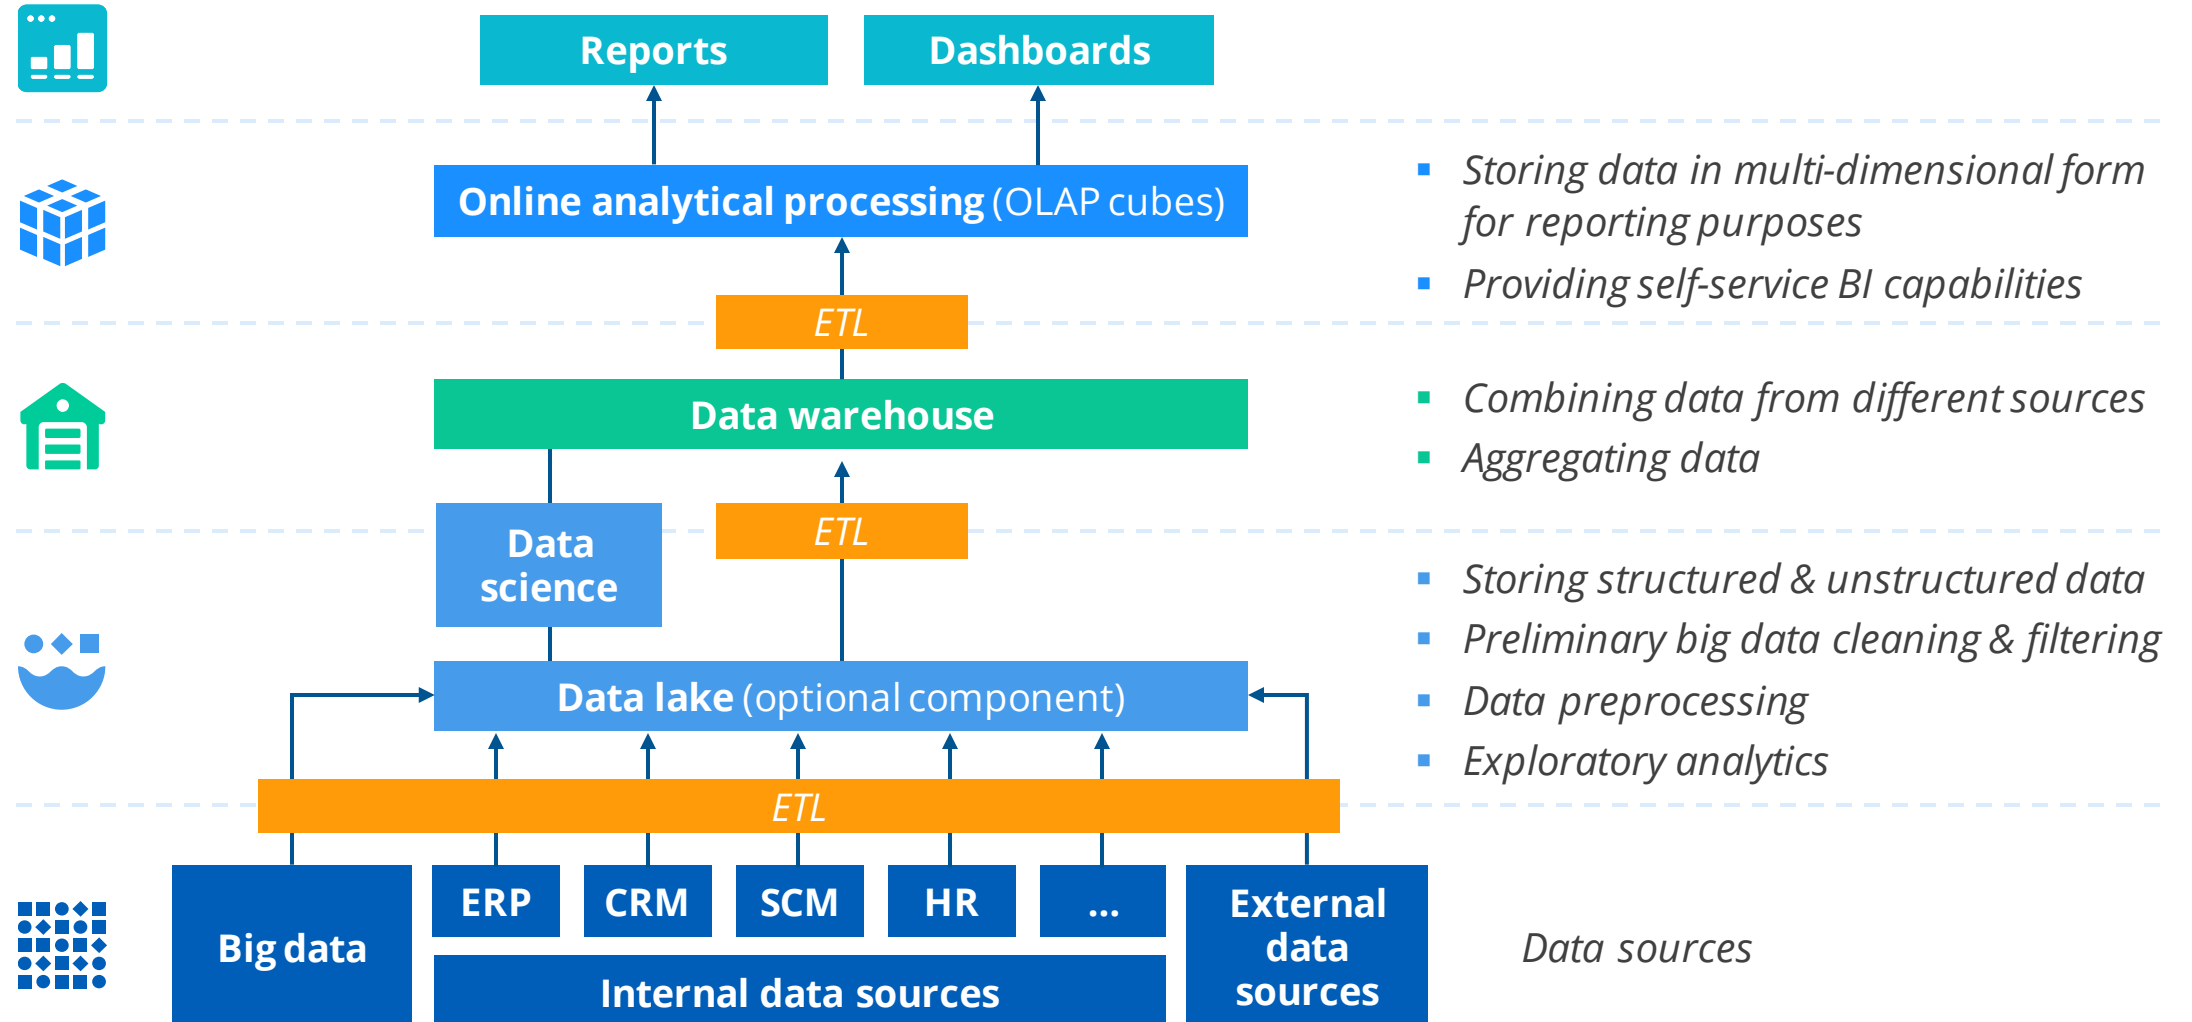 Reports
Dashboards
Online analytical processing (OLAP cubes)
Storing data in multi-dimensional form
for reporting purposes
Providing self-service BI capabilities
ETL
Data warehouse
Combining data from different sources
Aggregating data
Data
science
ETL
Storing structured & unstructured data
Preliminary big data cleaning & filtering
Data lake (optional component)
Data preprocessing
Exploratory analytics
ETL
Big data
ERP
CRM
SCM
HR
...
Internal data sources
External
data
sources
Data sources